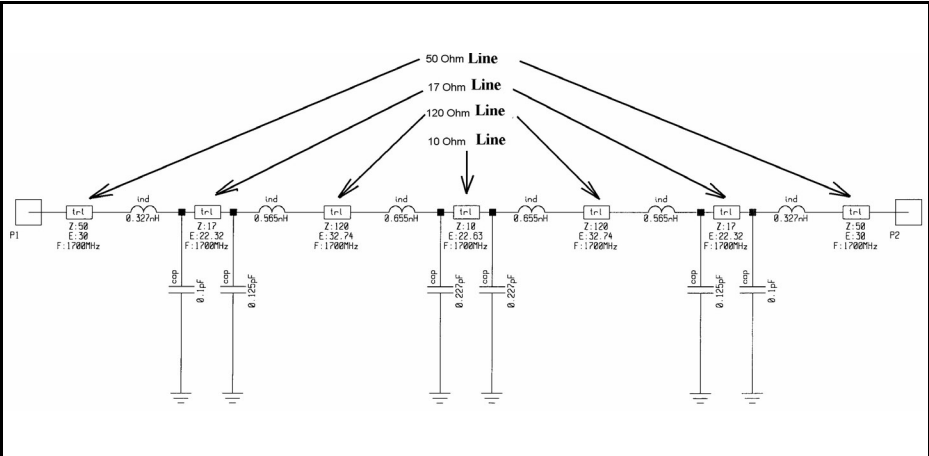 50 Ohm Line
17 Ohm Line
120 Ohm Line
10 Ohm Line
ind ind ind ind ind ind
trl trl trl trl trl trl trl
0.327nH 0.565nH 0.655nH 0.655nH 0.565nH 0.327nH
P1 P2
Z:50 Z:17 Z:120 Z:10 Z:120 Z:17 Z:50
E:30 E:22.32 E:32.74 E:22.63 E:32.74 E:22.32 E:30
F:1700MHz F:1700MHz F:1700MHz F:1700MHz F:1700MHz F:1700MHz F:1700MHz
cap 0.1pF
cap 0.125pF
cap 0.227pF
cap 0.227pF
cap 0.125pF
cap 0.1pF